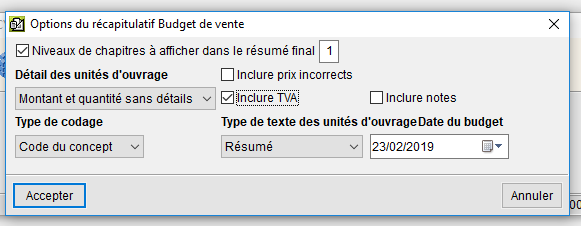 Options du récapitulatif Budget de vente
Niveaux de chapitres à afficher dans le résumé final 1
Détail des unités d'ouvrage Inclure prix incorrects
Montant et quantité sans détails Inclure TVA Inclure notes
Type de codage Type de texte des unités d'ouvrage Date du budget
Code du concept Résumé 23/02/2019
Accepter Annuler